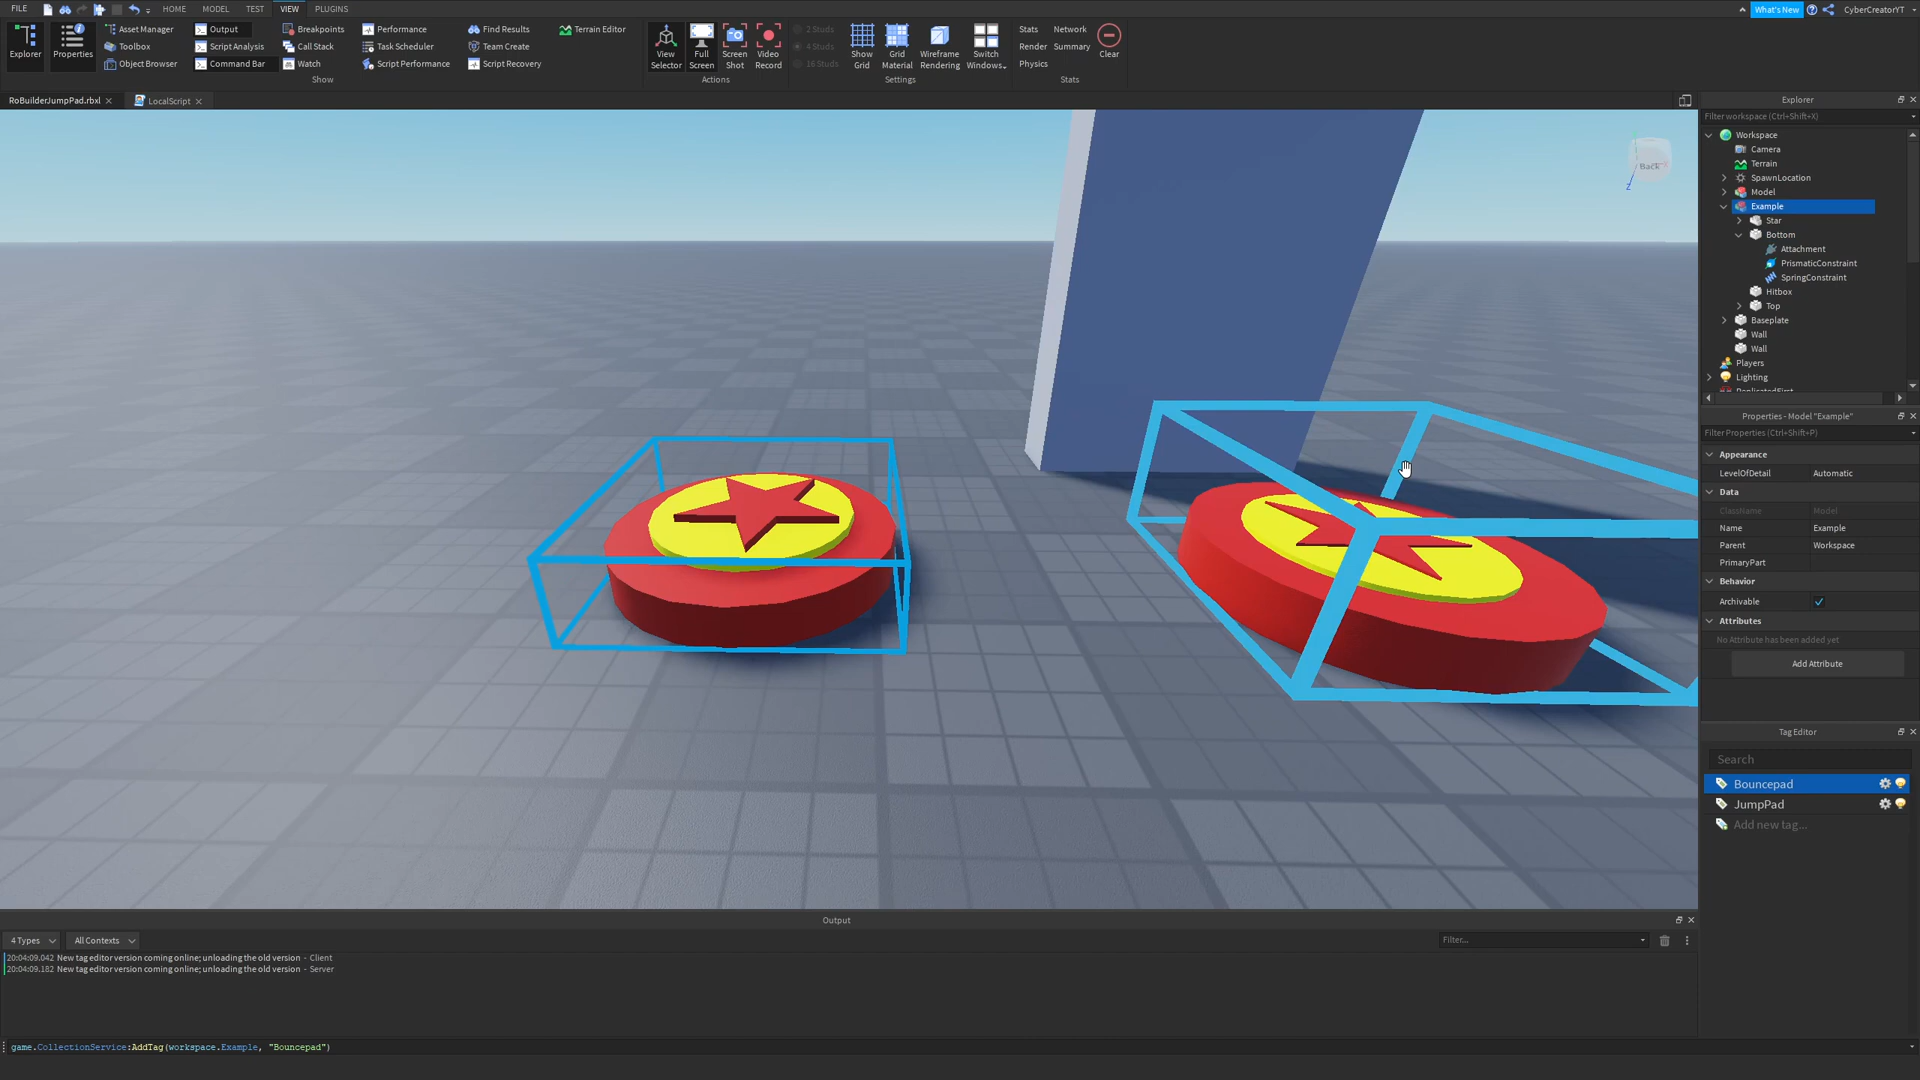 FILE HOME MODEL TEST VIEW PLUGINS What's New CyberCreatorYT
Explorer Properties
Asset Manager Output Breakpoints Performance Find Results Terrain Editor
Toolbox Script Analysis Call Stack Task Scheduler Team Create
Object Browser Command Bar Watch Script Performance Script Recovery
Show
View Selector Full Screen Screen Shot Video Record
Actions
2 Studs
4 Studs
16 Studs
Show Grid Grid Material Wireframe Rendering Switch Windows
Settings
Stats Network
Render Summary
Physics
Clear
Stats
RoBuilderJumpPad.rbxl LocalScript
Back
Explorer
Filter workspace (Ctrl+Shift+X)
Workspace
Camera
Terrain
SpawnLocation
Model
Example
Star
Bottom
Attachment
PrismaticConstraint
SpringConstraint
Hitbox
Top
Baseplate
Wall
Wall
Players
Lighting
Properties - Model "Example"
Filter Properties (Ctrl+Shift+P)
Appearance
LevelOfDetail Automatic
Data
ClassName Model
Name Example
Parent Workspace
PrimaryPart
Behavior
Archivable
Attributes
No Attribute has been added yet
Add Attribute
Tag Editor
Search
Bouncepad
JumpPad
Add new tag...
Output
4 Types All Contexts Filter...
20:04:09.042 New tag editor version coming online; unloading the old version - Client
20:04:09.182 New tag editor version coming online; unloading the old version - Server
game.CollectionService:AddTag(workspace.Example, "Bouncepad")